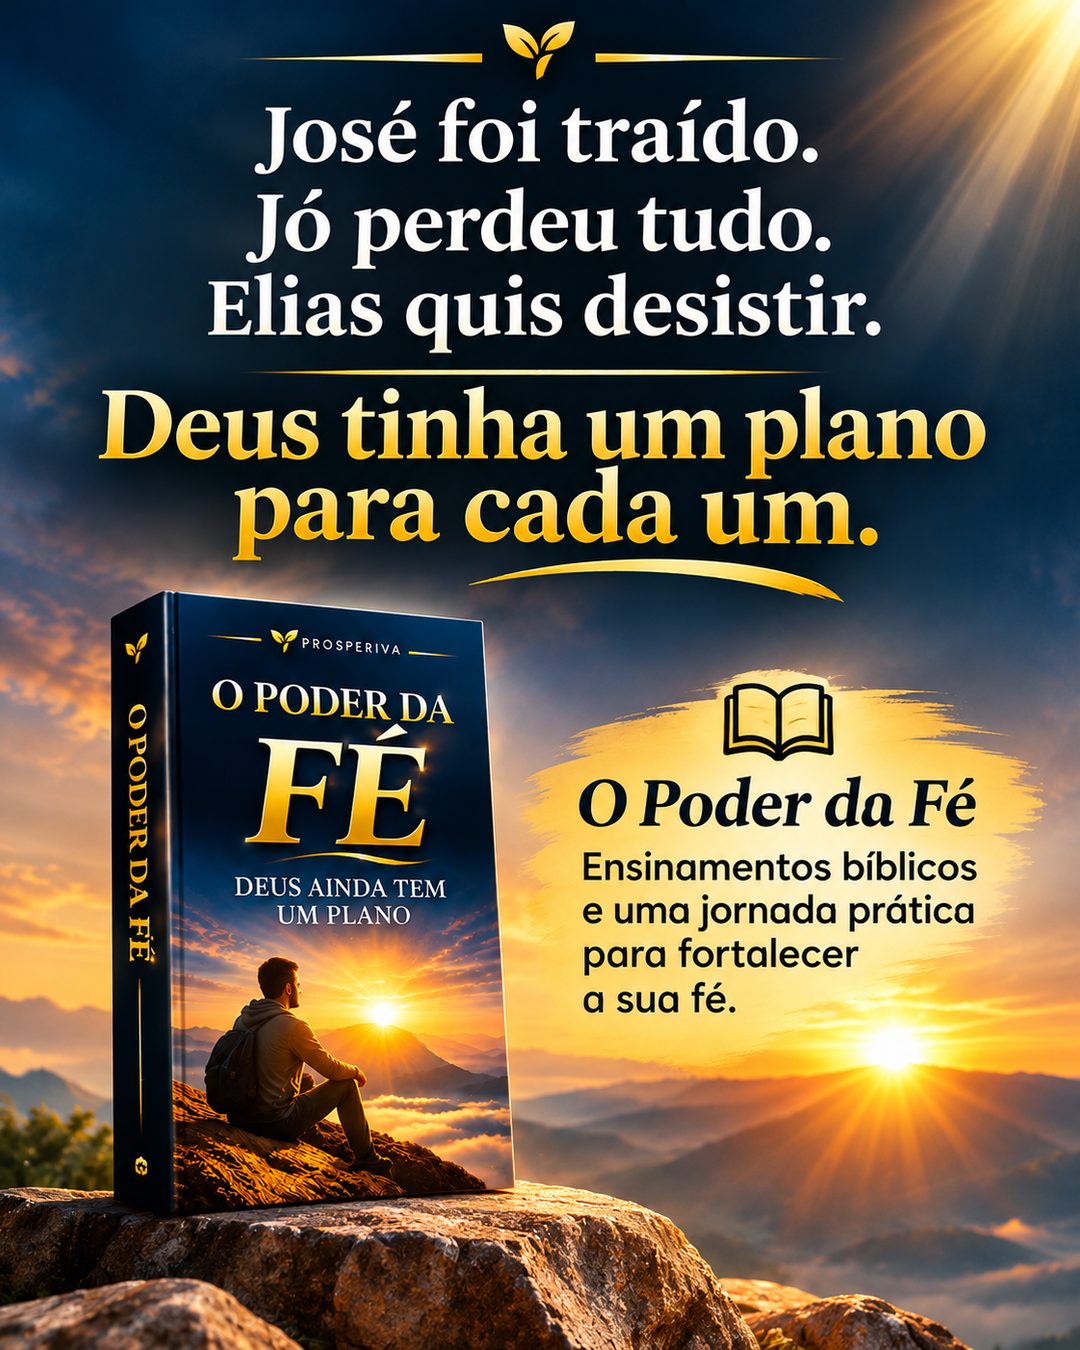 José foi traído.
Jó perdeu tudo.
Elias quis desistir.
Deus tinha um plano
para cada um.
PROSPERIVA
O PODER DA
FÉ
DEUS AINDA TEM
UM PLANO
O PODER DA FÉ
O Poder da Fé
Ensinamentos bíblicos
e uma jornada prática
para fortalecer
a sua fé.